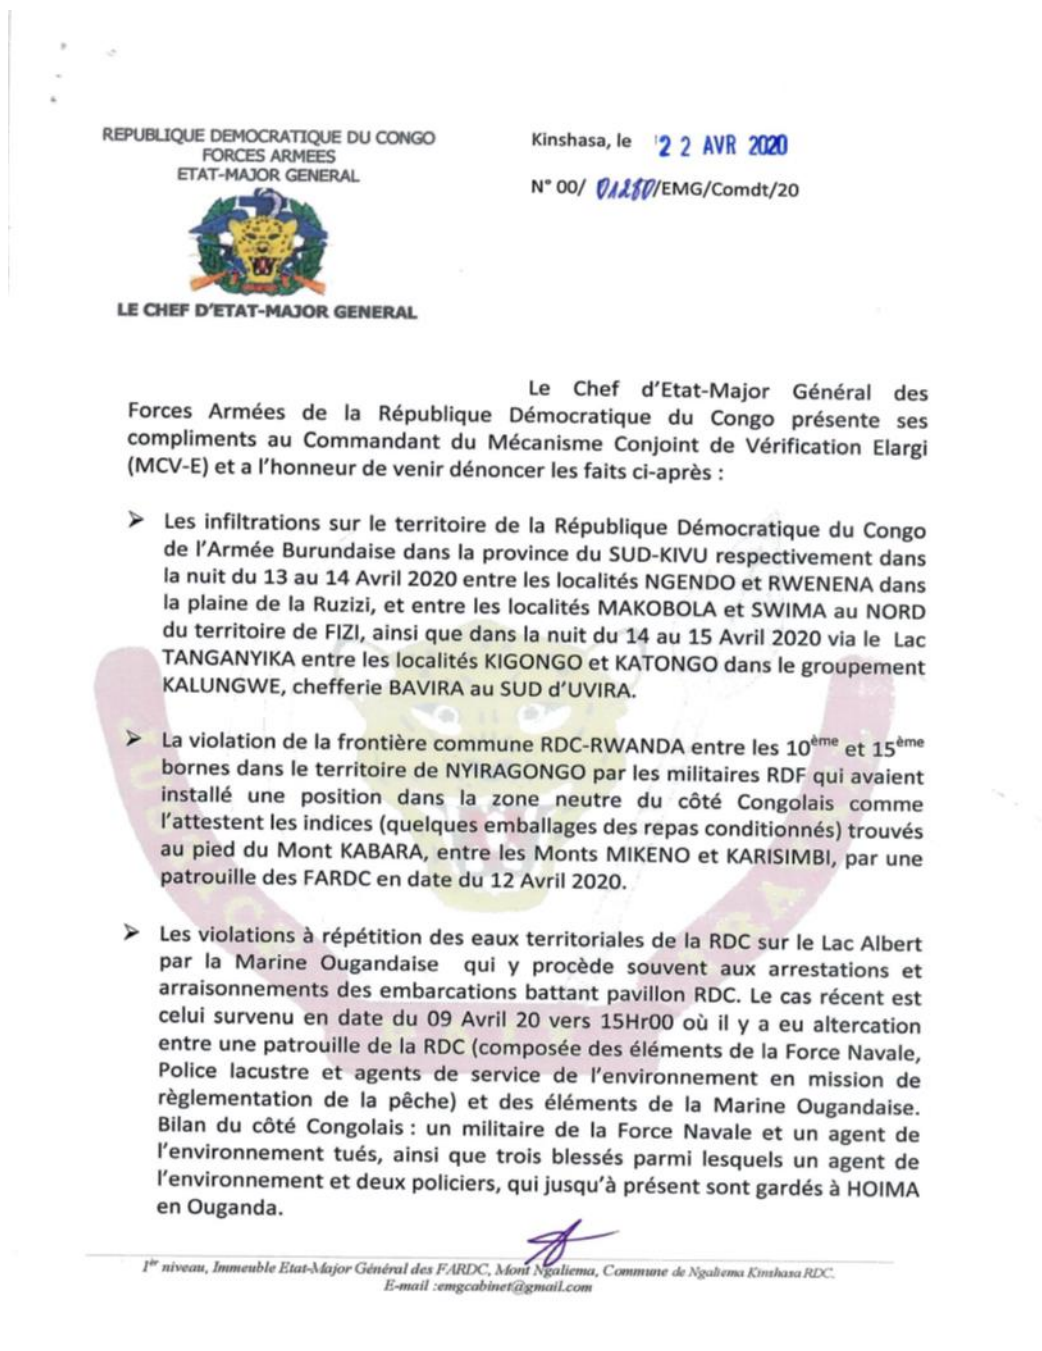 REPUBLIQUE DEMOCRATIQUE DU CONGO
FORCES ARMEES
ETAT-MAJOR GENERAL
LE CHEF D'ETAT-MAJOR GENERAL
Kinshasa, le 22 AVR 2020
N° 00/ 01280/EMG/Comdt/20
Le Chef d'Etat-Major Général des
Forces Armées de la République Démocratique du Congo présente ses
compliments au Commandant du Mécanisme Conjoint de Vérification Elargi
(MCV-E) et a l'honneur de venir dénoncer les faits ci-après :
➢ Les infiltrations sur le territoire de la République Démocratique du Congo
de l'Armée Burundaise dans la province du SUD-KIVU respectivement dans
la nuit du 13 au 14 Avril 2020 entre les localités NGENDO et RWENENA dans
la plaine de la Ruzizi, et entre les localités MAKOBOLA et SWIMA au NORD
du territoire de FIZI, ainsi que dans la nuit du 14 au 15 Avril 2020 via le Lac
TANGANYIKA entre les localités KIGONGO et KATONGO dans le groupement
KALUNGWE, chefferie BAVIRA au SUD d'UVIRA.
➢ La violation de la frontière commune RDC-RWANDA entre les 10ème et 15ème
bornes dans le territoire de NYIRAGONGO par les militaires RDF qui avaient
installé une position dans la zone neutre du côté Congolais comme
l'attestent les indices (quelques emballages des repas conditionnés) trouvés
au pied du Mont KABARA, entre les Monts MIKENO et KARISIMBI, par une
patrouille des FARDC en date du 12 Avril 2020.
➢ Les violations à répétition des eaux territoriales de la RDC sur le Lac Albert
par la Marine Ougandaise qui y procède souvent aux arrestations et
arraisonnements des embarcations battant pavillon RDC. Le cas récent est
celui survenu en date du 09 Avril 20 vers 15Hr00 où il y a eu altercation
entre une patrouille de la RDC (composée des éléments de la Force Navale,
Police lacustre et agents de service de l'environnement en mission de
règlementation de la pêche) et des éléments de la Marine Ougandaise.
Bilan du côté Congolais : un militaire de la Force Navale et un agent de
l'environnement tués, ainsi que trois blessés parmi lesquels un agent de
l'environnement et deux policiers, qui jusqu'à présent sont gardés à HOIMA
en Ouganda.
1er niveau, Immeuble Etat-Major Général des FARDC, Mont Ngaliema, Commune de Ngaliema Kinshasa RDC.
E-mail :emgcabinet@gmail.com